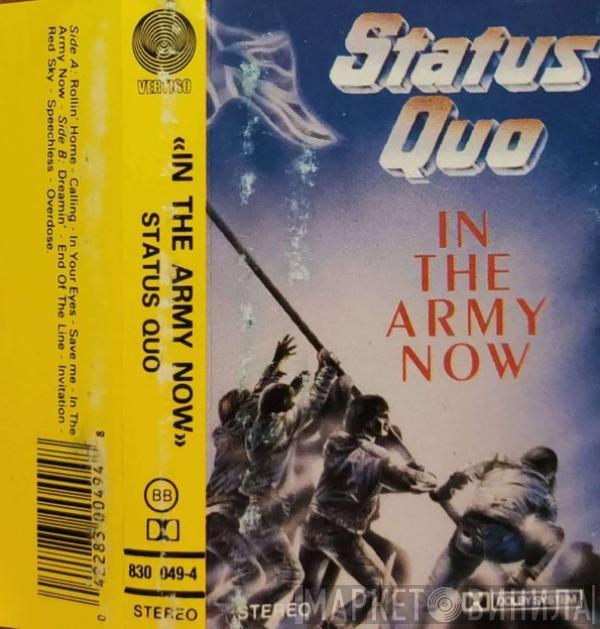 VERTIGO
Side A: Rollin' Home - Calling - In Your Eyes - Save me - In The
Army Now - Side B: Dreamin' - End Of The Line - Invitation -
Red Sky - Speechless - Overdose.
«IN THE ARMY NOW»
STATUS QUO
BB
830 049-4
STEREO
Status
Quo
IN
THE
ARMY
NOW
STEREO
DOLBY SYSTEM
МАРКЕТ ВИНИЛА